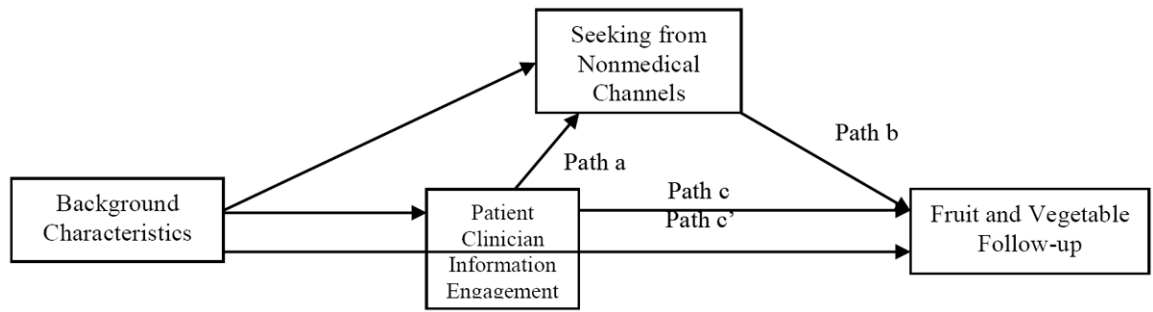 Seeking from
Nonmedical
Channels
Path b
Path a
Background
Characteristics
Patient
Clinician
Information
Engagement
Path c
Path c’
Fruit and Vegetable
Follow-up